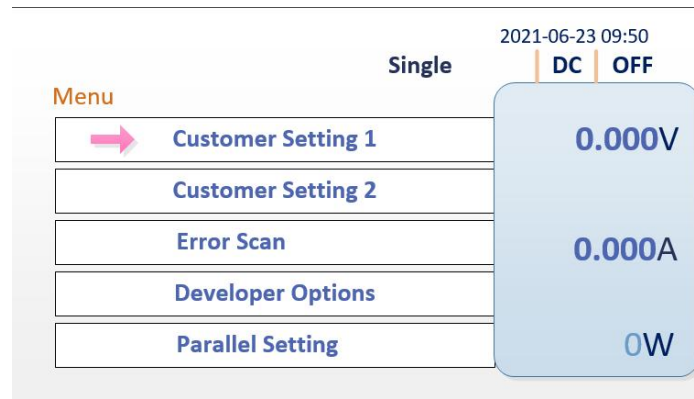 2021-06-23 09:50
Single DC OFF
Menu
Customer Setting 1 0.000V
Customer Setting 2
Error Scan 0.000A
Developer Options
Parallel Setting 0W